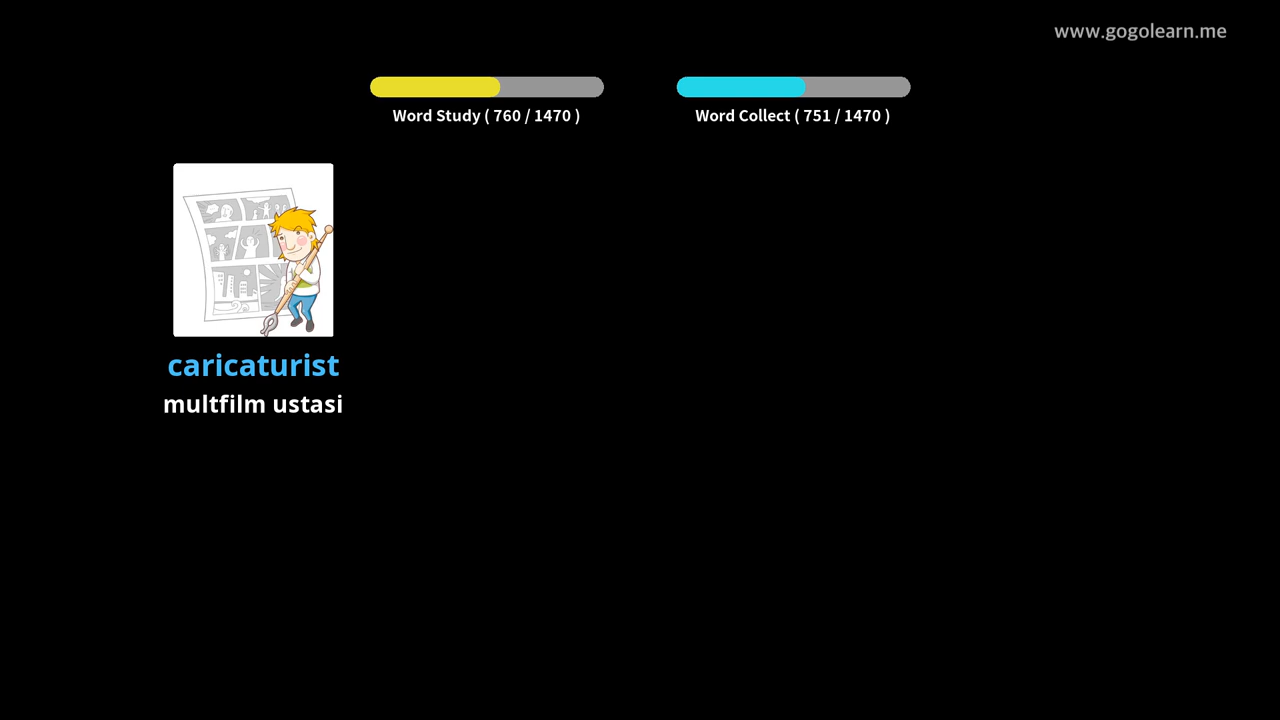 www.gogolearn.me
Word Study ( 760 / 1470 )
Word Collect ( 751 / 1470 )
caricaturist
multfilm ustasi